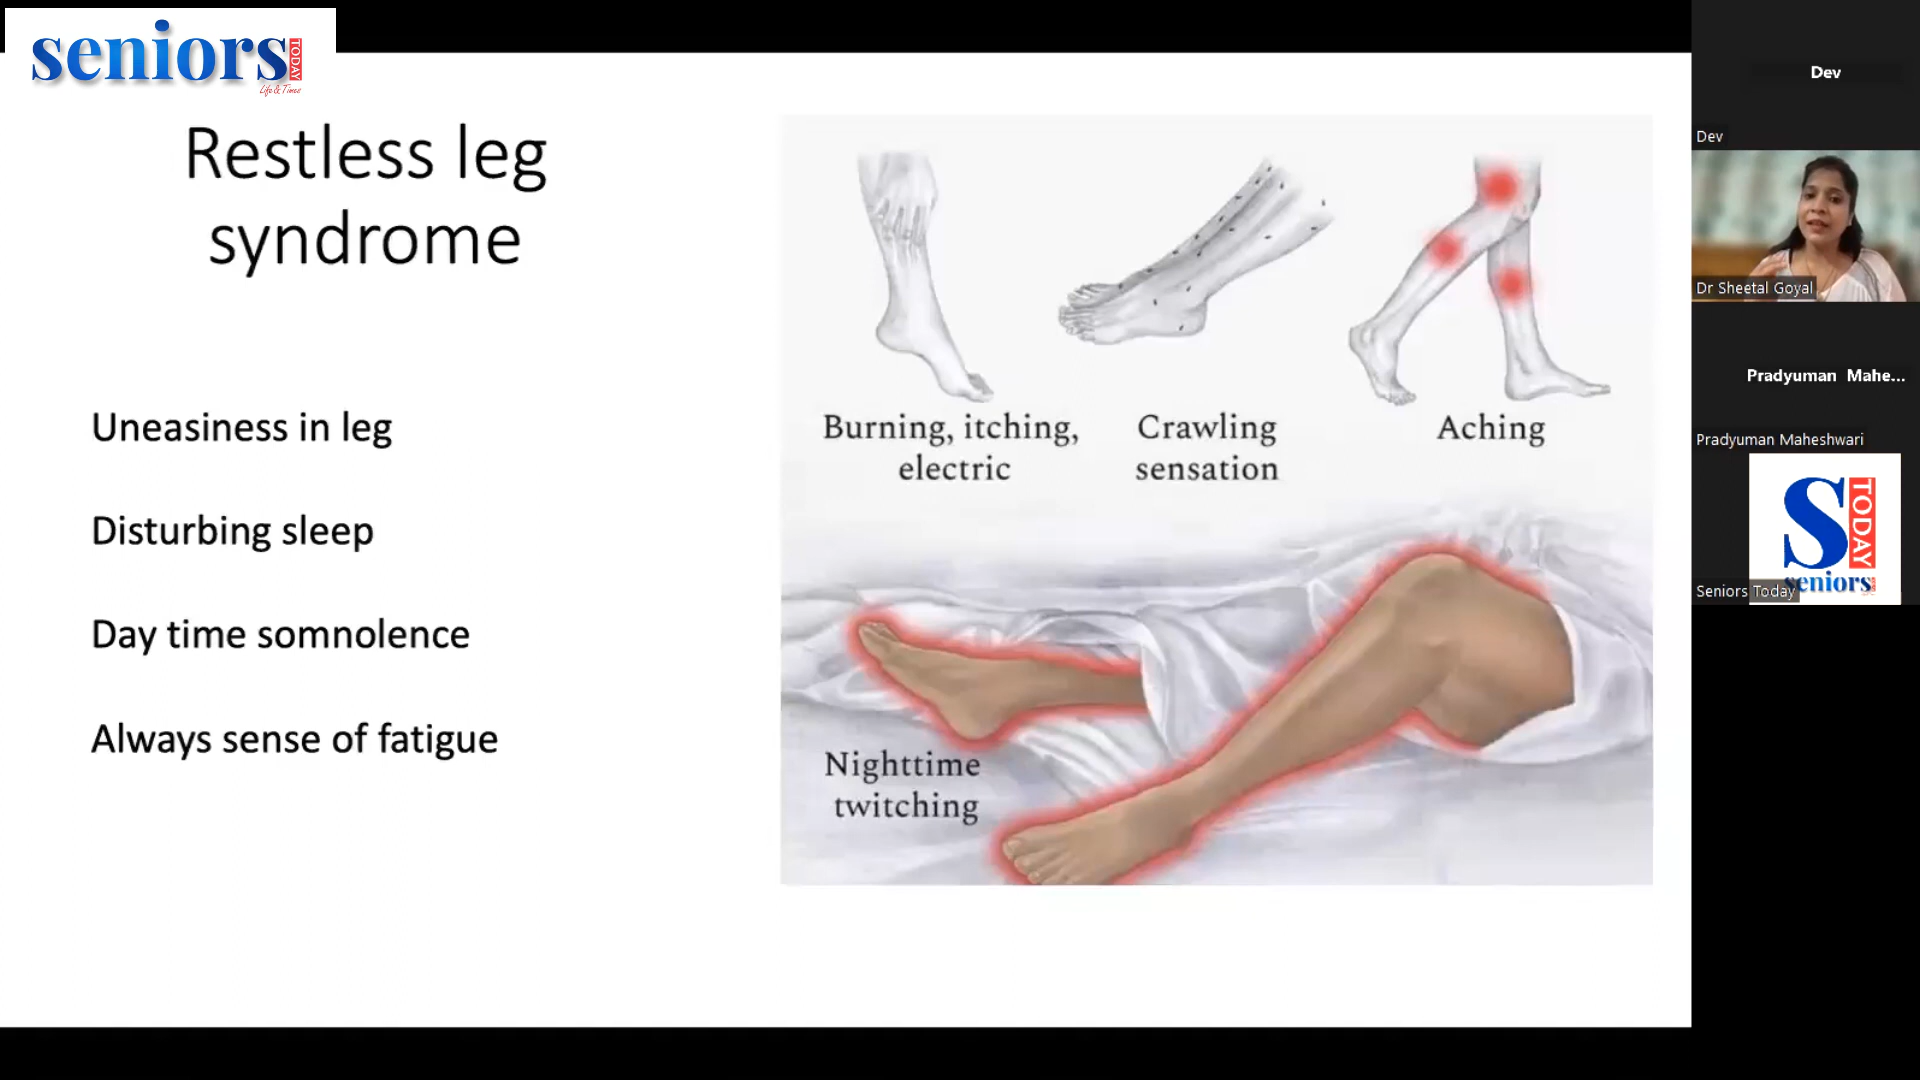 seniors
TODAY
Life & Times
Restless leg
syndrome
Uneasiness in leg
Disturbing sleep
Day time somnolence
Always sense of fatigue
Burning, itching,
electric
Crawling
sensation
Aching
Nighttime
twitching
Dev
Dev
Dr Sheetal Goyal
Pradyuman Mahe...
Pradyuman Maheshwari
S
TODAY
seniors
Seniors Today